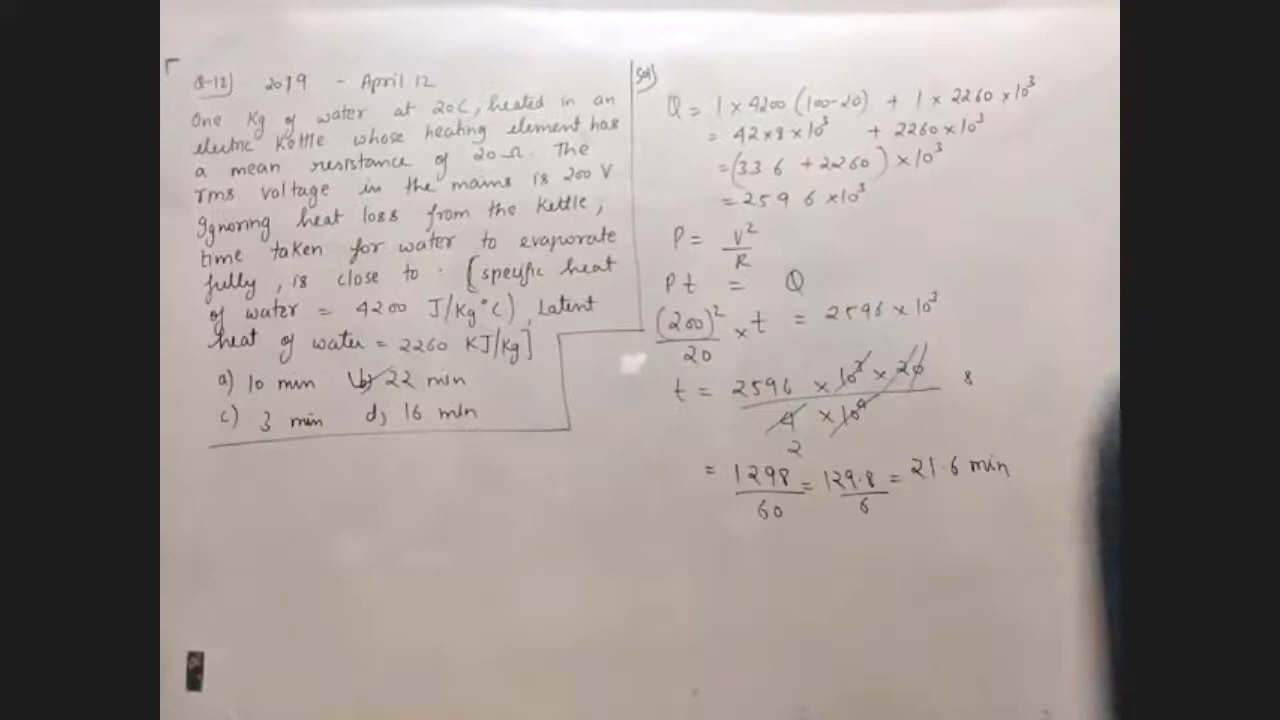 Q-12) 2019 - April 12
One Kg of water at 20C, heated in an
electric Kettle whose heating element has
a mean resistance of 20 Ω. The
rms voltage in the mains is 200 V
Ignoring heat loss from the Kettle,
time taken for water to evaporate
fully, is close to : [specific heat
of water = 4200 J/Kg°C), Latent
heat of water = 2260 KJ/Kg]
a) 10 min b) 22 min
c) 3 min d) 16 min
Sol)
Q = 1 × 4200 (100-20) + 1 × 2260 × 10³
= 42×8×10³ + 2260×10³
= (336 + 2260) × 10³
= 2596 × 10³
P = V²/R
Pt = Q
(200)²/20 × t = 2596 × 10³
t = 2596 × 10³ × 20 / 4 × 10⁴ s
2
= 1298/60 = 129.8/6 = 21.6 min